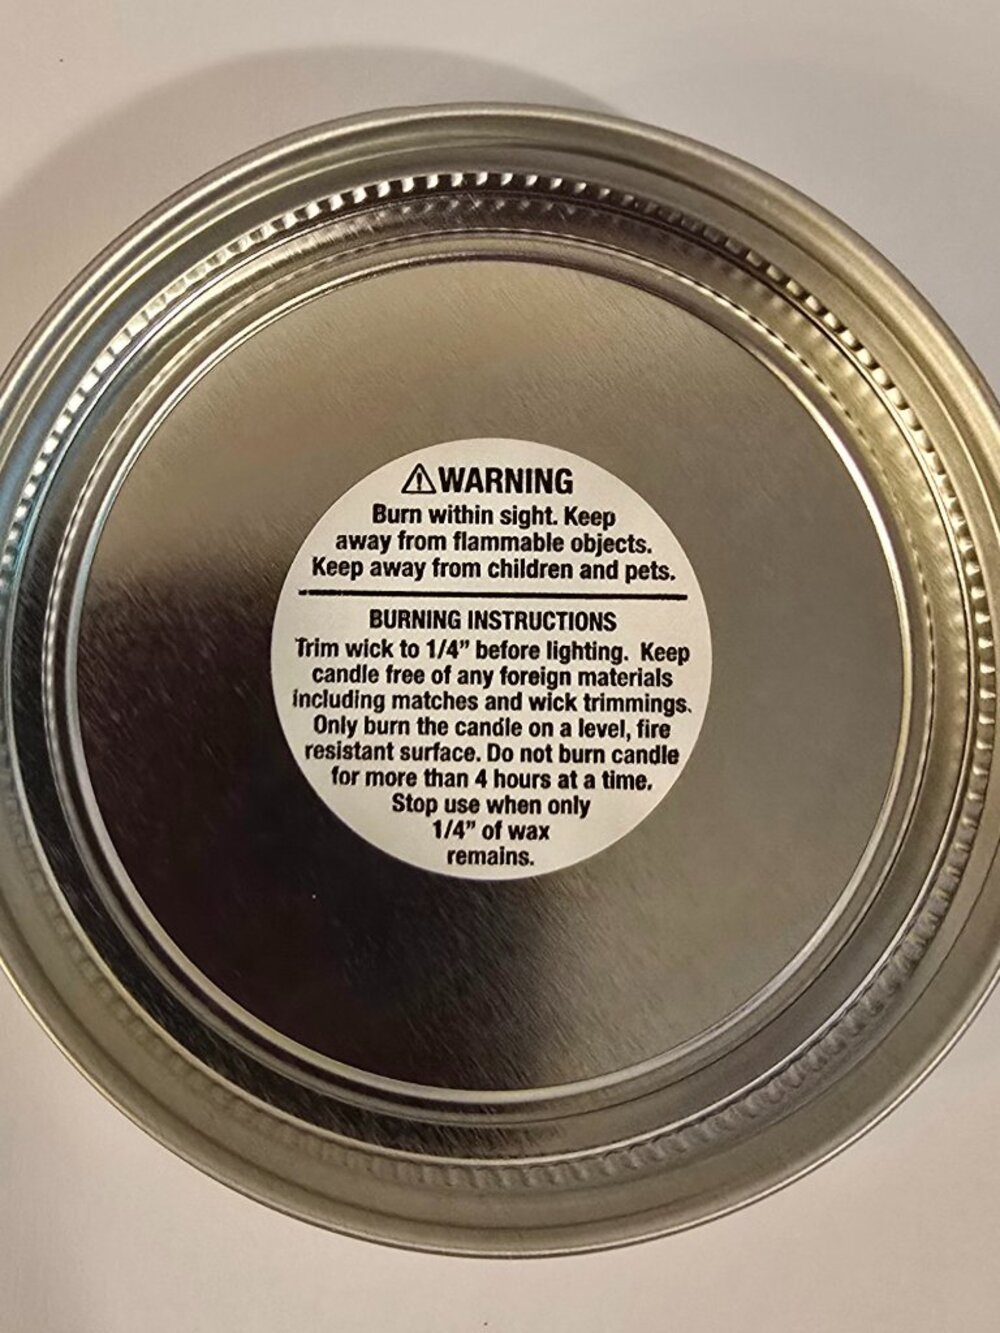 ⚠WARNING
Burn within sight. Keep
away from flammable objects.
Keep away from children and pets.
BURNING INSTRUCTIONS
Trim wick to 1/4” before lighting. Keep
candle free of any foreign materials
including matches and wick trimmings.
Only burn the candle on a level, fire
resistant surface. Do not burn candle
for more than 4 hours at a time.
Stop use when only
1/4” of wax
remains.